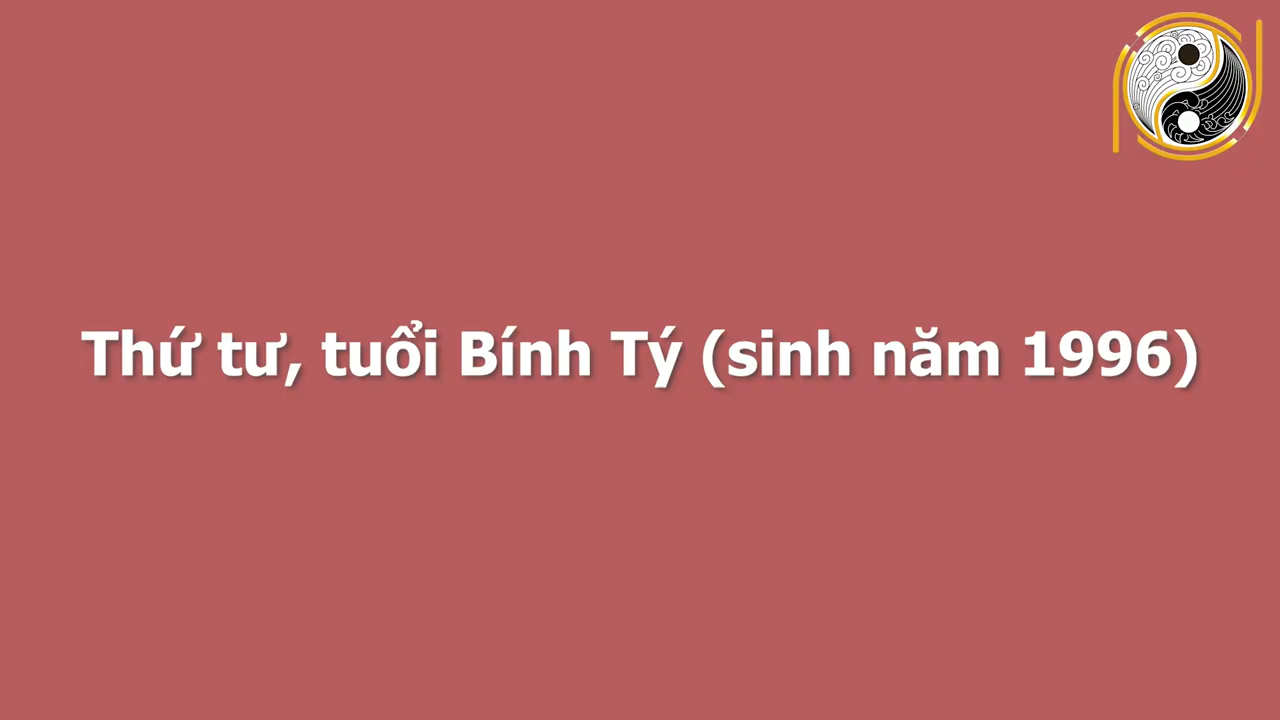 Thứ tư, tuổi Bính Tý (sinh năm 1996)